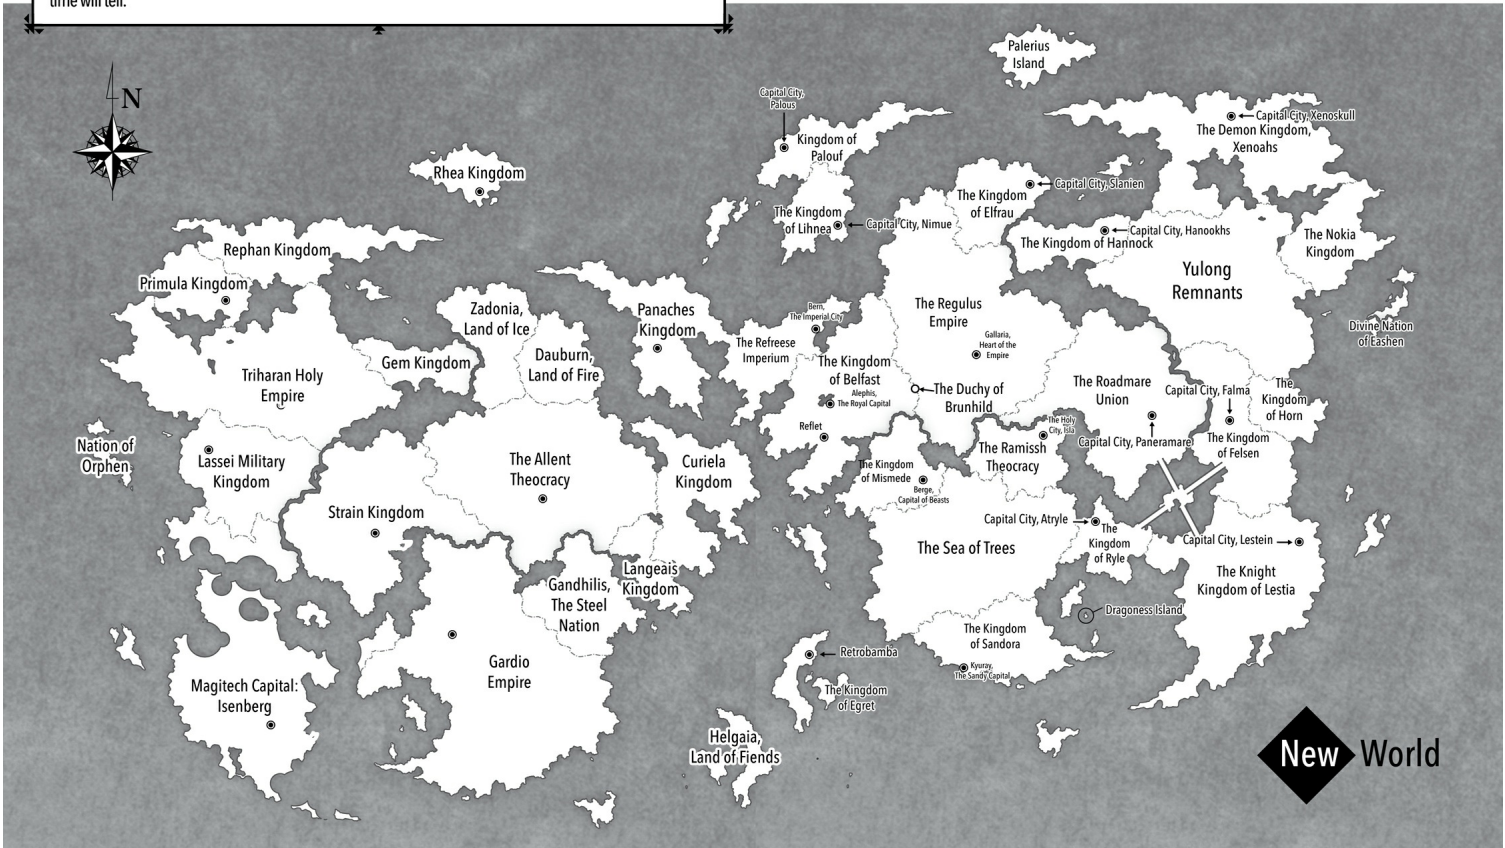 time will tell.
N
Palerius
Island
Capital City,
Palous
Kingdom of
Palouf
Capital City, Xenoskull
The Demon Kingdom,
Xenoahs
Rhea Kingdom
The Kingdom
of Elfrau
Capital City, Slanien
The Kingdom
of Lihnea
Capital City, Nimue
Capital City, Hanookhs
The Kingdom of Hannock
The Nokia
Kingdom
Rephan Kingdom
Primula Kingdom
Yulong
Remnants
Zadonia,
Land of Ice
Panaches
Kingdom
Bern,
The Imperial City
The Regulus
Empire
Divine Nation
of Eashen
The Refreese
Imperium
Gallaria,
Heart of the
Empire
Gem Kingdom
Dauburn,
Land of Fire
The Kingdom
of Belfast
Alephis,
The Royal Capital
Triharan Holy
Empire
The Duchy of
Brunhild
The Roadmare
Union
Capital City, Falma
The
Kingdom
of Horn
Nation of
Orphen
Reflet
The Holy
City, Isla
Capital City, Paneramare
The Kingdom
of Felsen
Lassei Military
Kingdom
The Allent
Theocracy
Curiela
Kingdom
The Kingdom
of Mismede
Berge,
Capital of Beasts
The Ramissh
Theocracy
Strain Kingdom
Capital City, Atryle
The
Kingdom
of Ryle
Capital City, Lestein
The Sea of Trees
The Knight
Kingdom of Lestia
Langeais
Kingdom
Gandhilis,
The Steel
Nation
Dragoness Island
The Kingdom
of Sandora
Kyuray,
The Sandy Capital
Retrobamba
The Kingdom
of Egret
Gardio
Empire
Magitech Capital:
Isenberg
Helgaia,
Land of Fiends
New World